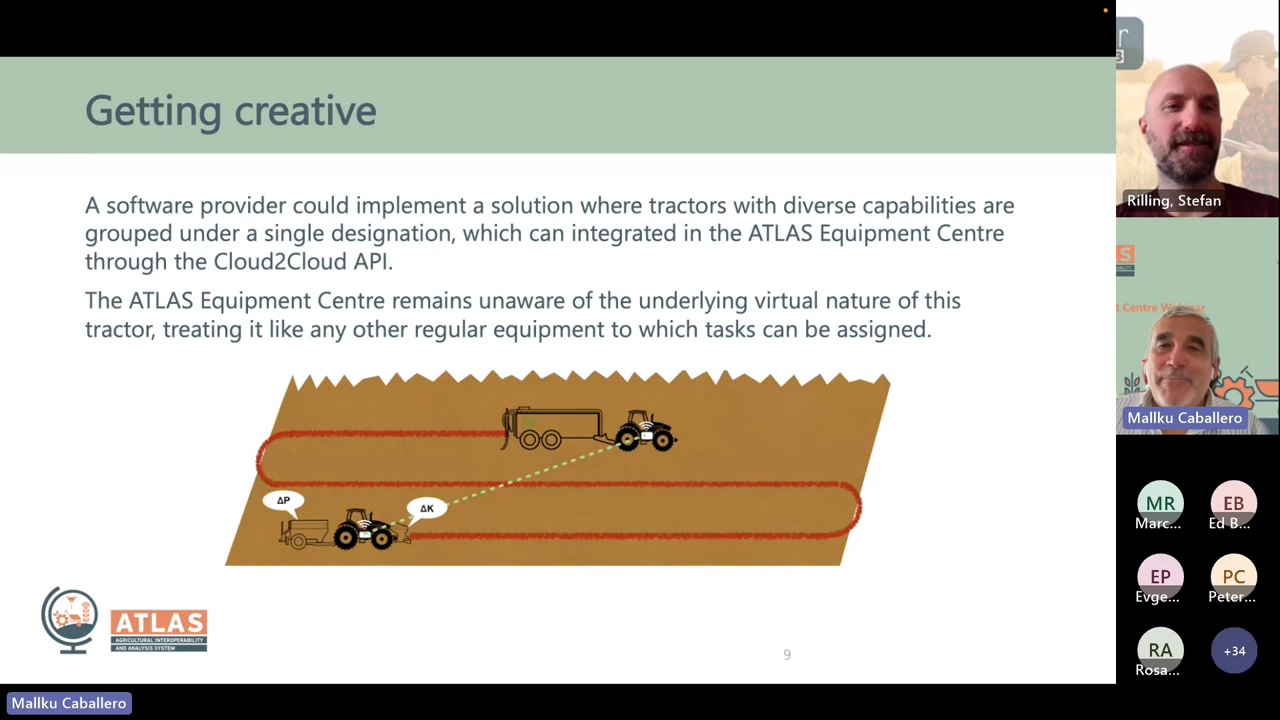 Getting creative
A software provider could implement a solution where tractors with diverse capabilities are
grouped under a single designation, which can integrated in the ATLAS Equipment Centre
through the Cloud2Cloud API.
The ATLAS Equipment Centre remains unaware of the underlying virtual nature of this
tractor, treating it like any other regular equipment to which tasks can be assigned.
ΔP
ΔK
ATLAS
AGRICULTURAL INTEROPERABILITY
AND ANALYSIS SYSTEM
9
Mallku Caballero
r
Rilling, Stefan
AS
t Centre Webinar
Mallku Caballero
MR
EB
Marc...
Ed B...
EP
PC
Evge...
Peter...
RA
+34
Rosa...